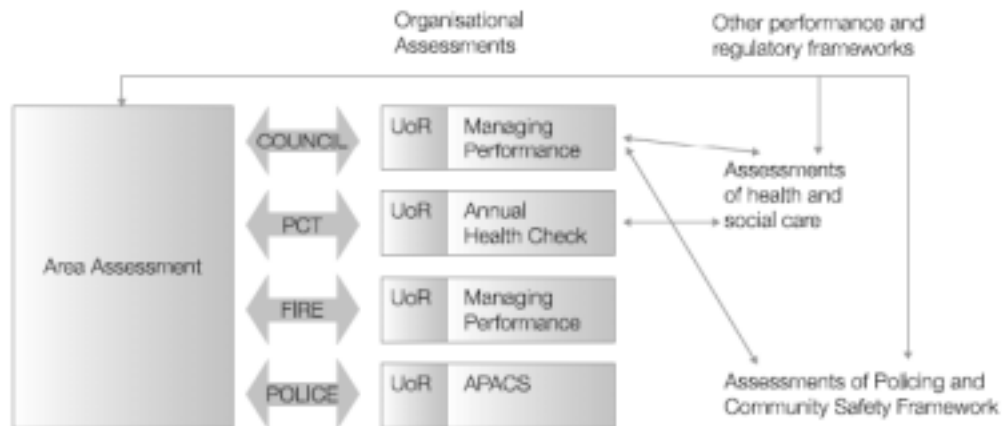 Organisational
Assessments
Other performance and
regulatory frameworks
Area Assessment
COUNCIL
UoR
Managing
Performance
PCT
UoR
Annual
Health Check
FIRE
UoR
Managing
Performance
POLICE
UoR
APACS
Assessments
of health and
social care
Assessments of Policing and
Community Safety Framework